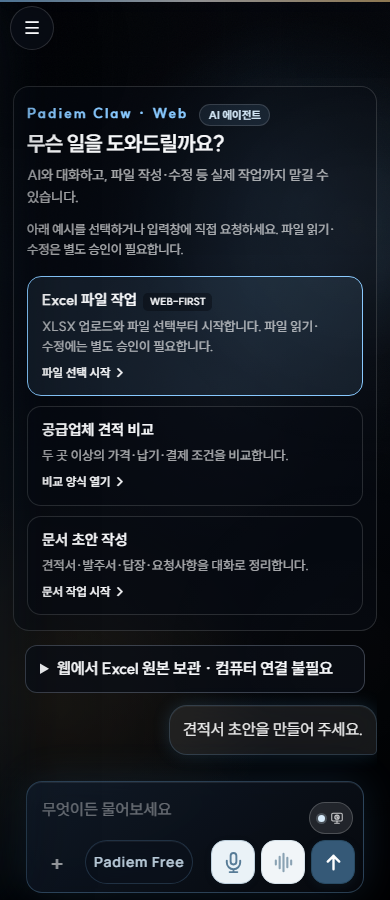 Padiem Claw · Web AI 에이전트
무슨 일을 도와드릴까요?
AI와 대화하고, 파일 작성·수정 등 실제 작업까지 맡길 수
있습니다.
아래 예시를 선택하거나 입력창에 직접 요청하세요. 파일 읽기·
수정은 별도 승인이 필요합니다.
Excel 파일 작업 WEB-FIRST
XLSX 업로드와 파일 선택부터 시작합니다. 파일 읽기·
수정에는 별도 승인이 필요합니다.
파일 선택 시작
공급업체 견적 비교
두 곳 이상의 가격·납기·결제 조건을 비교합니다.
비교 양식 열기
문서 초안 작성
견적서·발주서·답장·요청사항을 대화로 정리합니다.
문서 작업 시작
웹에서 Excel 원본 보관 · 컴퓨터 연결 불필요
견적서 초안을 만들어 주세요.
무엇이든 물어보세요
Padiem Free